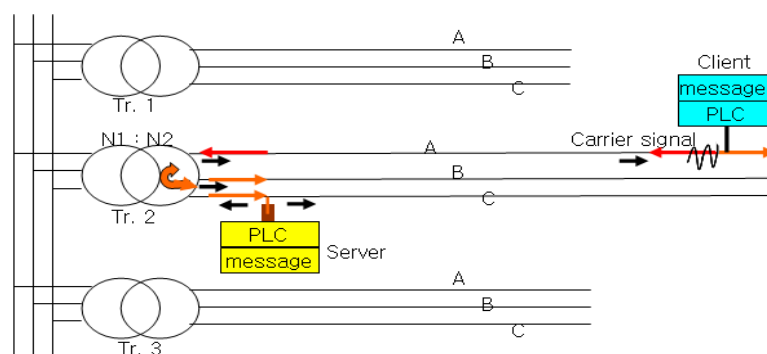 A
B
C
Tr. 1
Client
message
PLC
N1 : N2
Carrier signal
A
B
C
Tr. 2
PLC
message
Server
A
B
C
Tr. 3